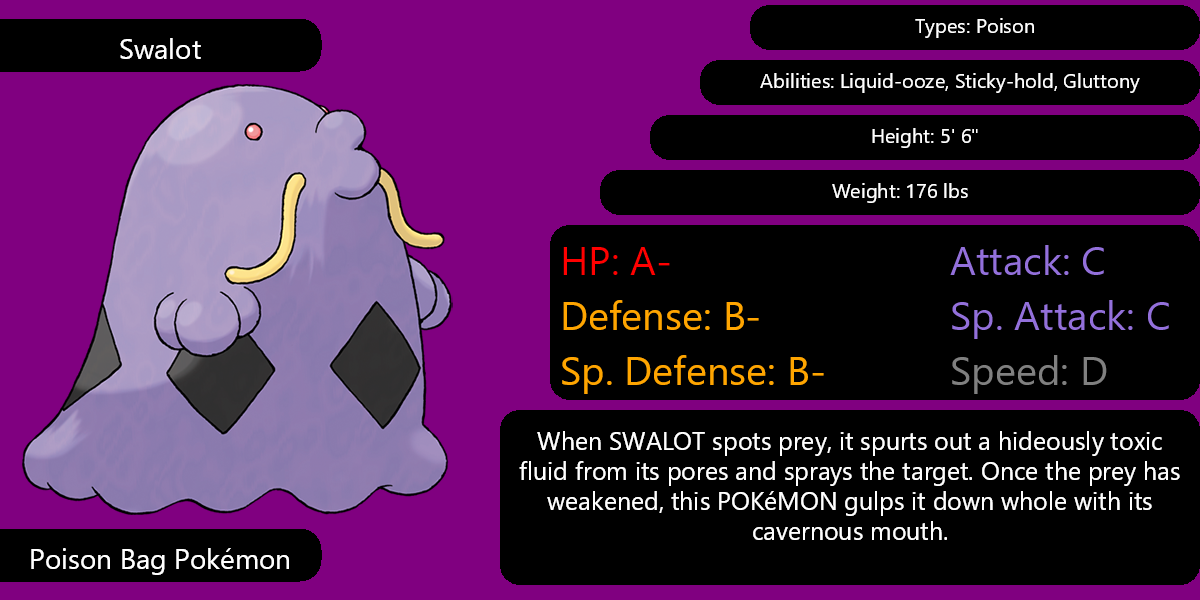 Swalot
Types: Poison
Abilities: Liquid-ooze, Sticky-hold, Gluttony
Height: 5' 6"
Weight: 176 lbs
HP: A-
Attack: C
Defense: B-
Sp. Attack: C
Sp. Defense: B-
Speed: D
When SWALOT spots prey, it spurts out a hideously toxic
fluid from its pores and sprays the target. Once the prey has
weakened, this POKéMON gulps it down whole with its
cavernous mouth.
Poison Bag Pokémon